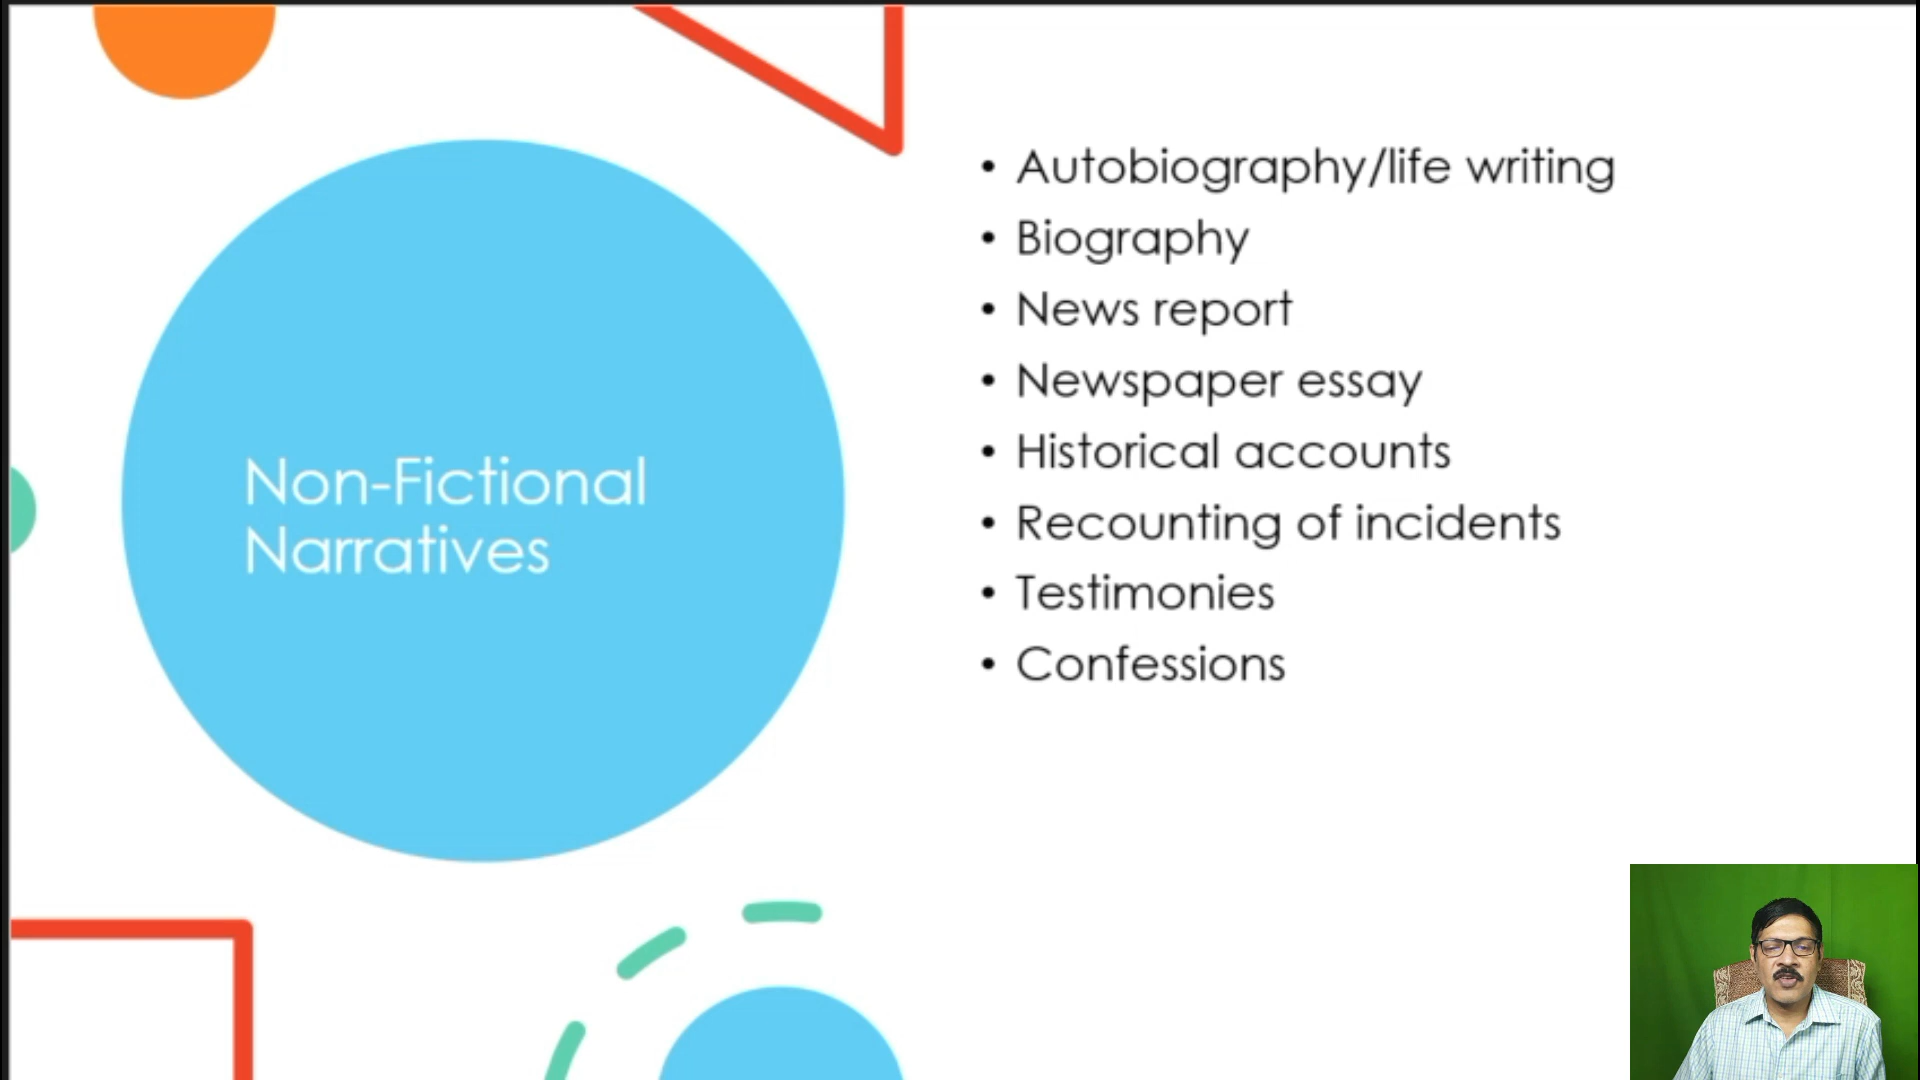 Non-Fictional
Narratives
• Autobiography/life writing
• Biography
• News report
• Newspaper essay
• Historical accounts
• Recounting of incidents
• Testimonies
• Confessions